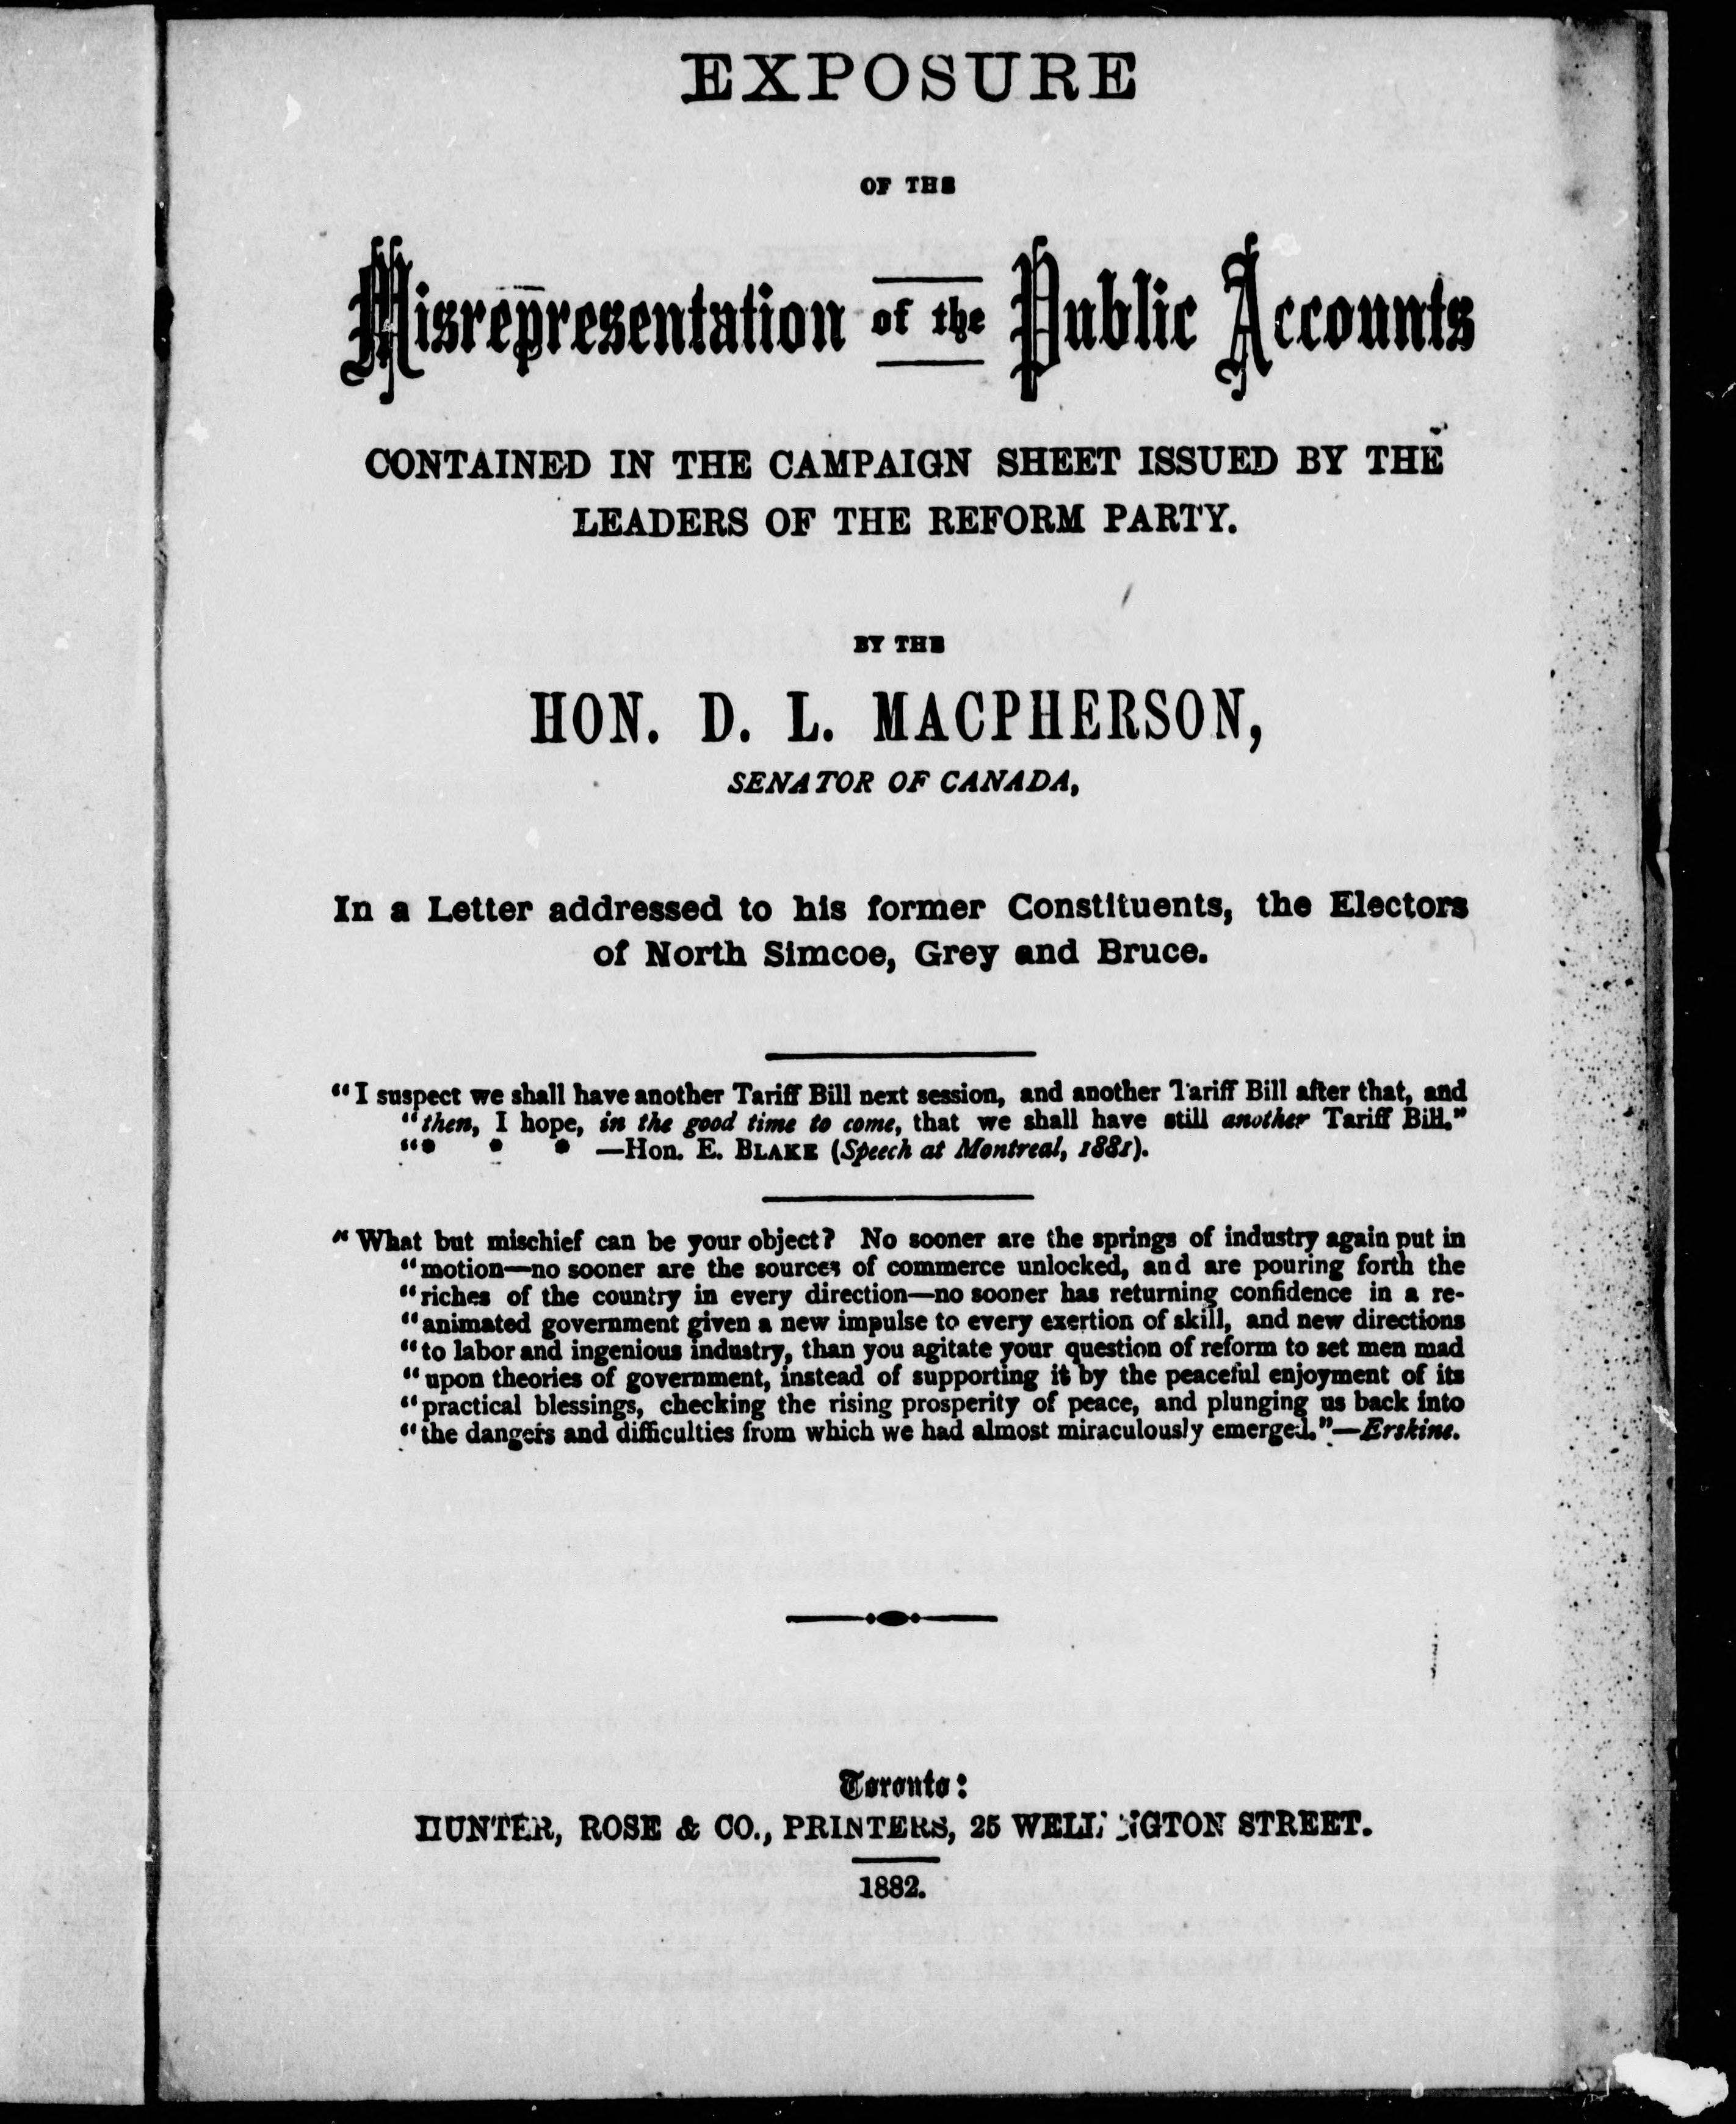 EXPOSURE
OF THE
Misrepresentation of the Public Accounts
CONTAINED IN THE CAMPAIGN SHEET ISSUED BY THE
LEADERS OF THE REFORM PARTY.
BY THE
HON. D. L. MACPHERSON,
SENATOR OF CANADA,
In a Letter addressed to his former Constituents, the Electors
of North Simcoe, Grey and Bruce.
"I suspect we shall have another Tariff Bill next session, and another Tariff Bill after that, and
"then, I hope, in the good time to come, that we shall have still another Tariff Bill."
"* * * —Hon. E. BLAKE (Speech at Montreal, 1881).
"What but mischief can be your object? No sooner are the springs of industry again put in
"motion—no sooner are the sources of commerce unlocked, and are pouring forth the
"riches of the country in every direction—no sooner has returning confidence in a re-
"animated government given a new impulse to every exertion of skill, and new directions
"to labor and ingenious industry, than you agitate your question of reform to set men mad
"upon theories of government, instead of supporting it by the peaceful enjoyment of its
"practical blessings, checking the rising prosperity of peace, and plunging us back into
"the dangers and difficulties from which we had almost miraculously emerged."—Erskine.
Toronto:
HUNTER, ROSE & CO., PRINTERS, 25 WELLINGTON STREET.
1882.